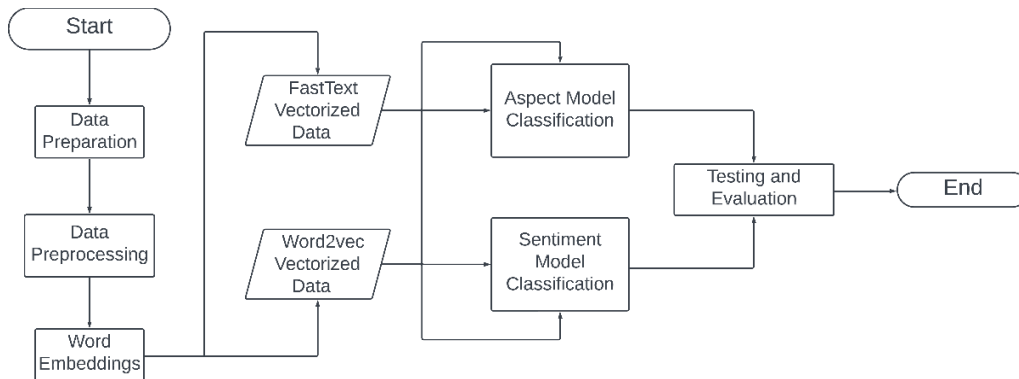 Start
Data
Preparation
Data
Preprocessing
Word
Embeddings
FastText
Vectorized
Data
Word2vec
Vectorized
Data
Aspect Model
Classification
Sentiment
Model
Classification
Testing and
Evaluation
End